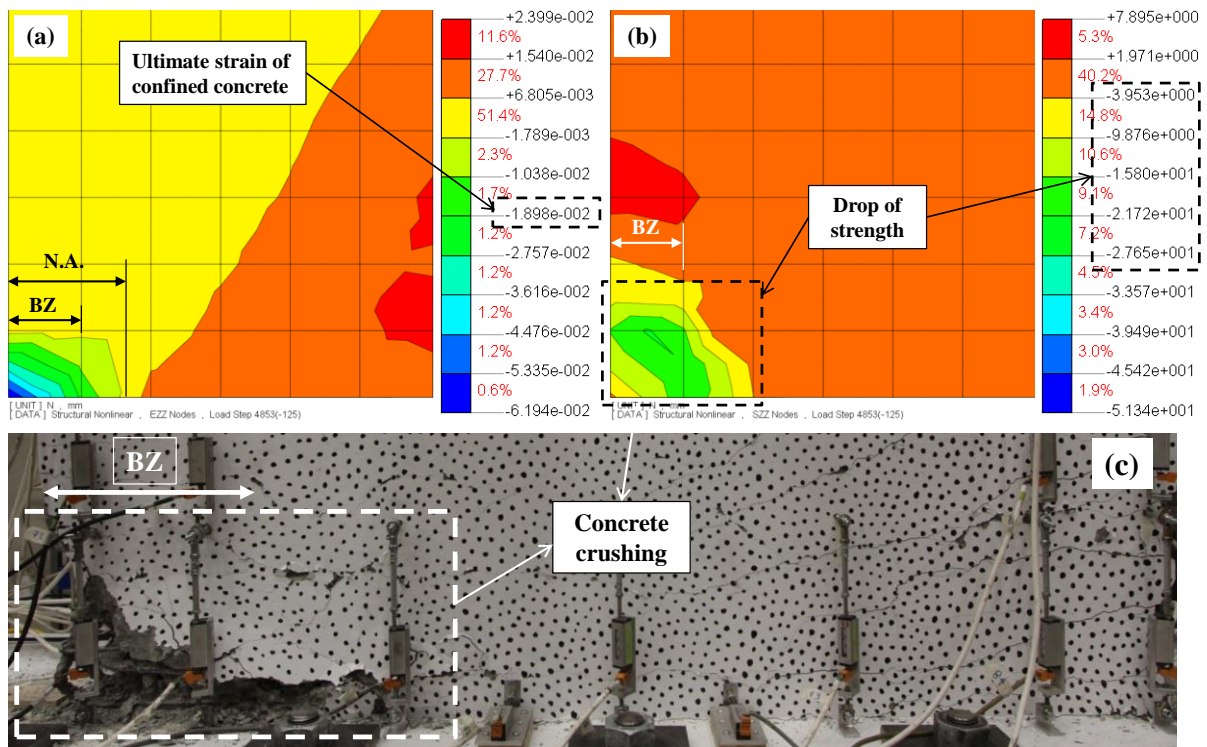 (a)
Ultimate strain of
confined concrete
N.A.
BZ
+2.399e-002
11.6%
+1.540e-002
27.7%
+6.805e-003
51.4%
-1.789e-003
2.3%
-1.038e-002
1.7%
-1.898e-002
1.2%
-2.757e-002
1.2%
-3.616e-002
1.2%
-4.476e-002
1.2%
-5.335e-002
0.6%
-6.194e-002
[ UNIT ] N , mm
[ DATA ] Structural Nonlinear , EZZ Nodes , Load Step 4853(-125)
(b)
BZ
Drop of
strength
+7.895e+000
5.3%
+1.971e+000
40.2%
-3.953e+000
14.8%
-9.876e+000
10.6%
-1.580e+001
9.1%
-2.172e+001
7.2%
-2.765e+001
4.5%
-3.357e+001
3.4%
-3.949e+001
3.0%
-4.542e+001
1.9%
-5.134e+001
[ UNIT ] N , mm
[ DATA ] Structural Nonlinear , SZZ Nodes , Load Step 4853(-125)
BZ
(c)
Concrete
crushing